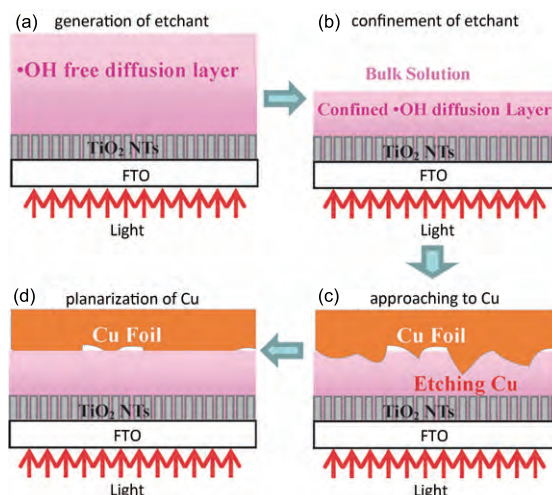 (a) generation of etchant
•OH free diffusion layer
TiO₂ NTs
FTO
Light
(b) confinement of etchant
Bulk Solution
Confined •OH diffusion Layer
TiO₂ NTs
FTO
Light
(d) planarization of Cu
Cu Foil
TiO₂ NTs
FTO
Light
(c) approaching to Cu
Cu Foil
Etching Cu
TiO₂ NTs
FTO
Light